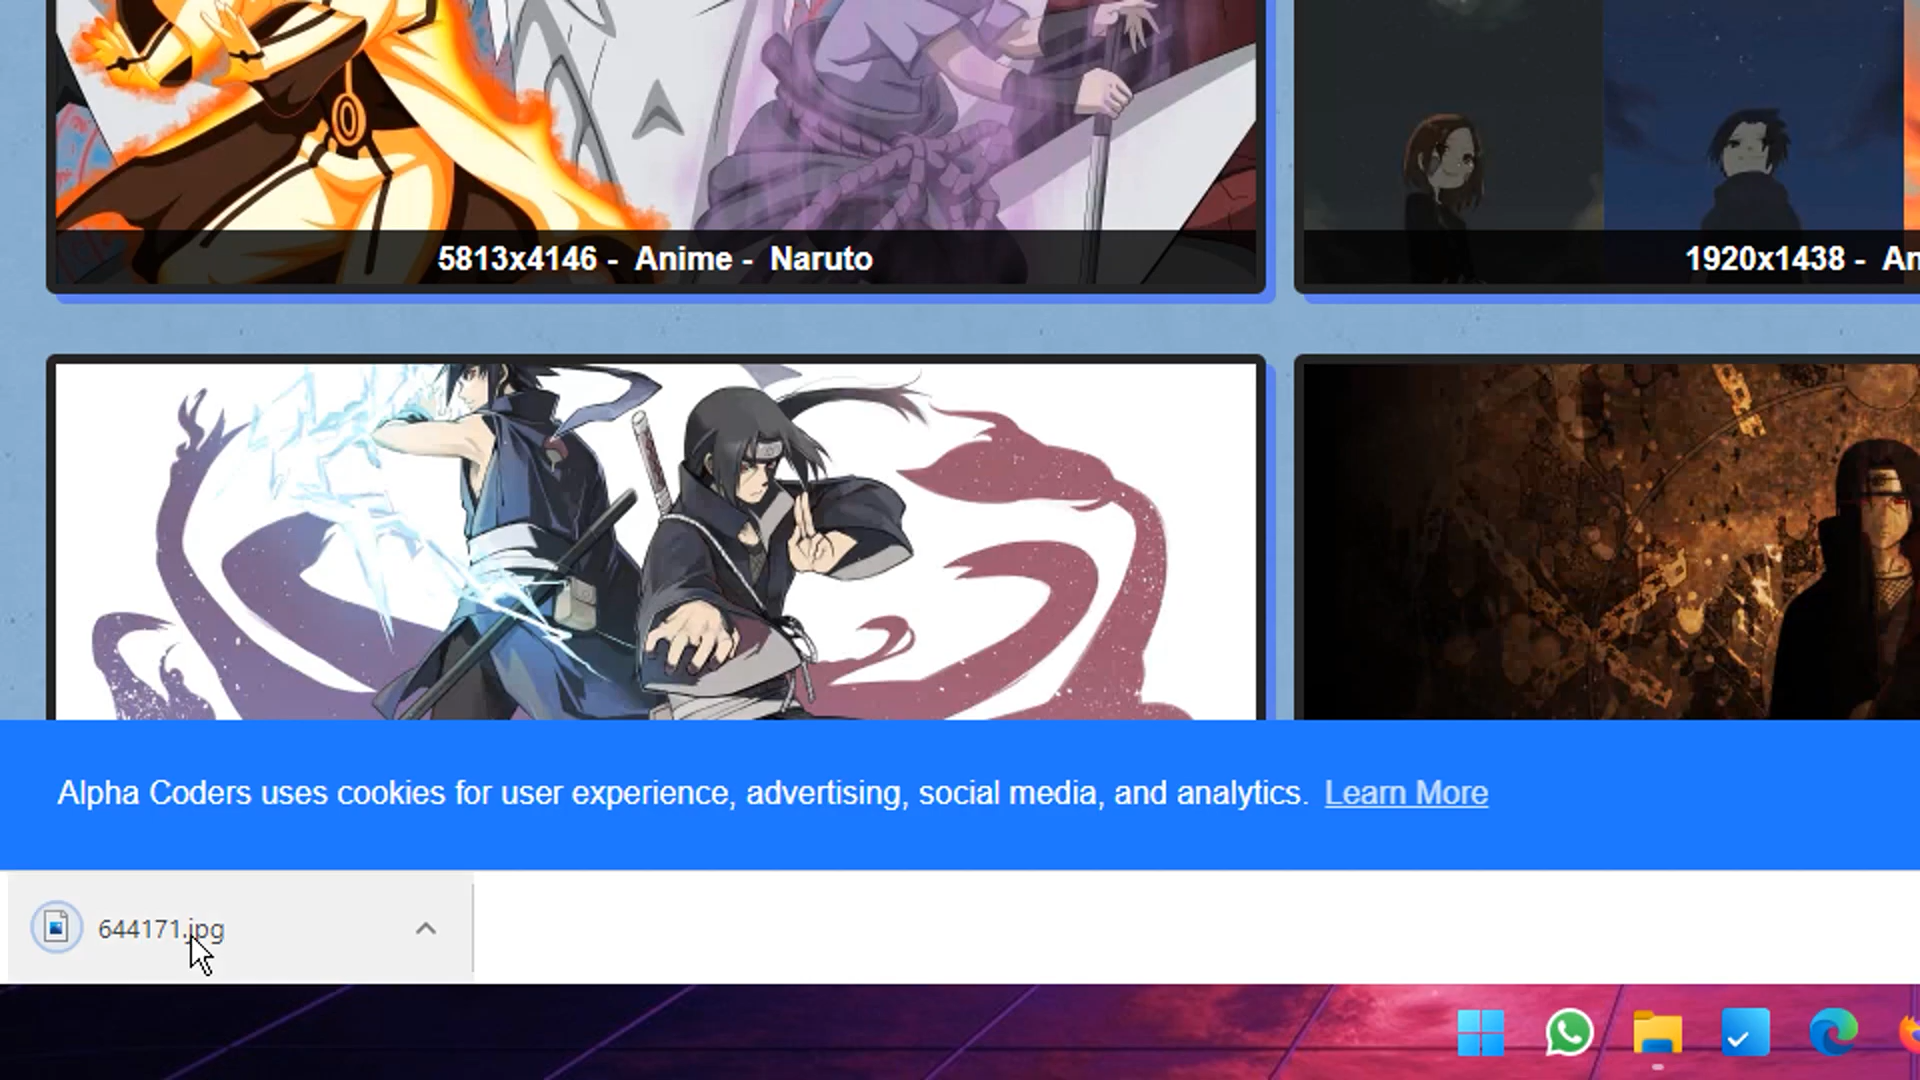 5813x4146 - Anime - Naruto
1920x1438 - An
Alpha Coders uses cookies for user experience, advertising, social media, and analytics. Learn More
644171.jpg